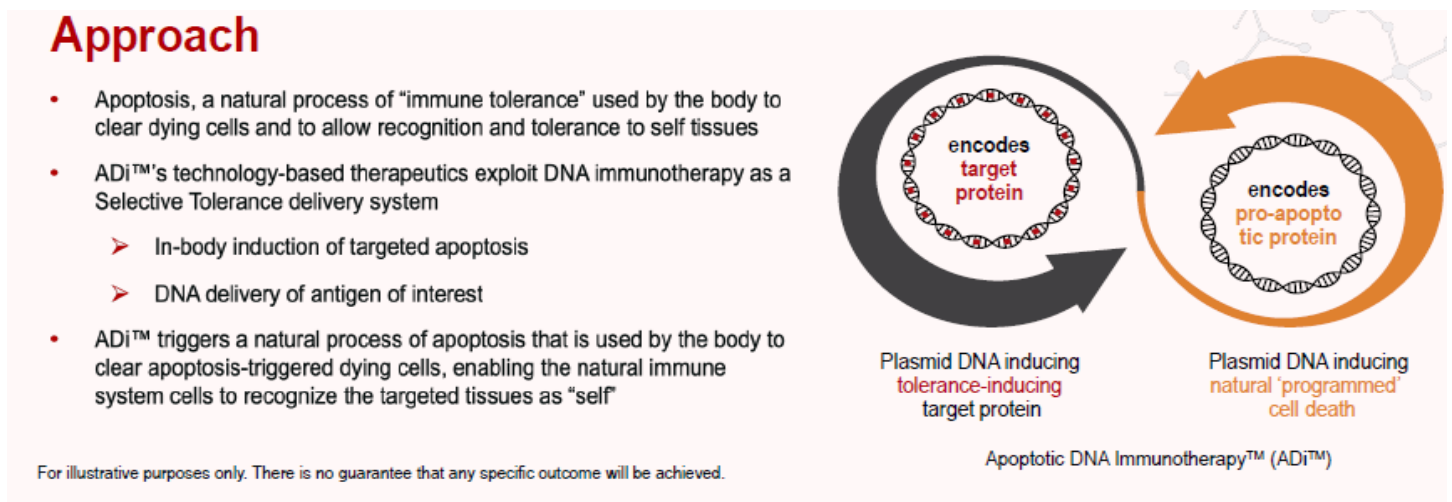 Approach
• Apoptosis, a natural process of “immune tolerance” used by the body to
clear dying cells and to allow recognition and tolerance to self tissues
• ADi™’s technology-based therapeutics exploit DNA immunotherapy as a
Selective Tolerance delivery system
➢ In-body induction of targeted apoptosis
➢ DNA delivery of antigen of interest
• ADi™ triggers a natural process of apoptosis that is used by the body to
clear apoptosis-triggered dying cells, enabling the natural immune
system cells to recognize the targeted tissues as “self”
For illustrative purposes only. There is no guarantee that any specific outcome will be achieved.
encodes
target
protein
encodes
pro-apopto
tic protein
Plasmid DNA inducing
tolerance-inducing
target protein
Plasmid DNA inducing
natural ‘programmed’
cell death
Apoptotic DNA Immunotherapy™ (ADi™)